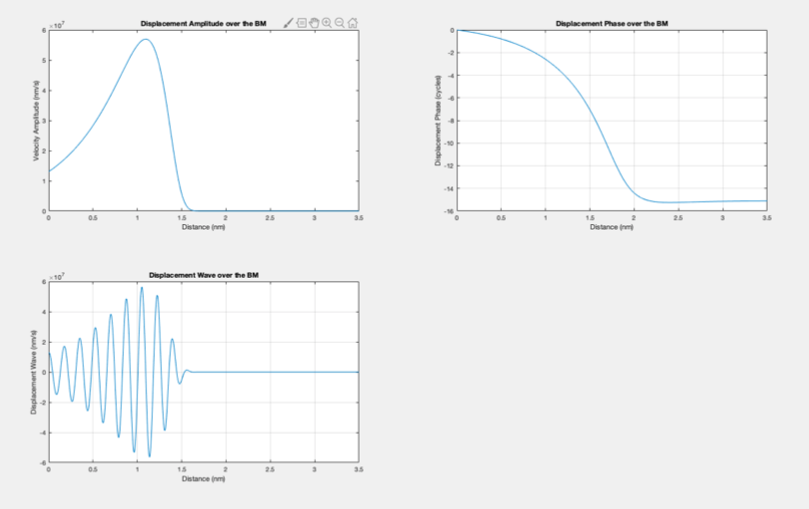 Displacement Amplitude over the BM
×10⁷
6
5
4
3
2
1
0
Velocity Amplitude (nm/s)
0 0.5 1 1.5 2 2.5 3 3.5
Distance (nm)
Displacement Phase over the BM
0
-2
-4
-6
-8
-10
-12
-14
-16
Displacement Phase (cycles)
0 0.5 1 1.5 2 2.5 3 3.5
Distance (nm)
Displacement Wave over the BM
×10⁷
6
4
2
0
-2
-4
-6
Displacement Wave (nm/s)
0 0.5 1 1.5 2 2.5 3 3.5
Distance (nm)